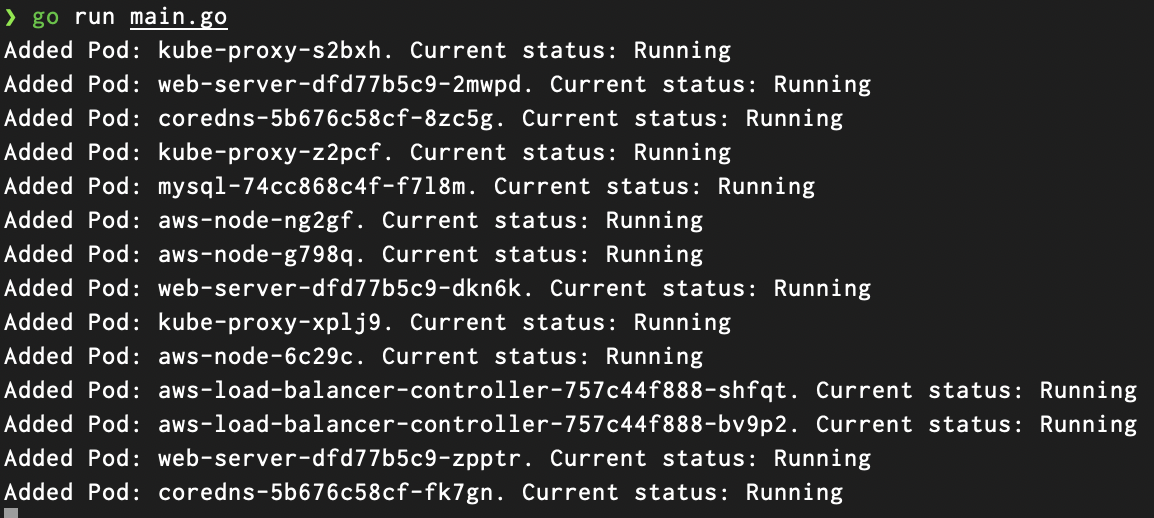 ❯ go run main.go
Added Pod: kube-proxy-s2bxh. Current status: Running
Added Pod: web-server-dfd77b5c9-2mwpd. Current status: Running
Added Pod: coredns-5b676c58cf-8zc5g. Current status: Running
Added Pod: kube-proxy-z2pcf. Current status: Running
Added Pod: mysql-74cc868c4f-f7l8m. Current status: Running
Added Pod: aws-node-ng2gf. Current status: Running
Added Pod: aws-node-g798q. Current status: Running
Added Pod: web-server-dfd77b5c9-dkn6k. Current status: Running
Added Pod: kube-proxy-xplj9. Current status: Running
Added Pod: aws-node-6c29c. Current status: Running
Added Pod: aws-load-balancer-controller-757c44f888-shfqt. Current status: Running
Added Pod: aws-load-balancer-controller-757c44f888-bv9p2. Current status: Running
Added Pod: web-server-dfd77b5c9-zpptr. Current status: Running
Added Pod: coredns-5b676c58cf-fk7gn. Current status: Running